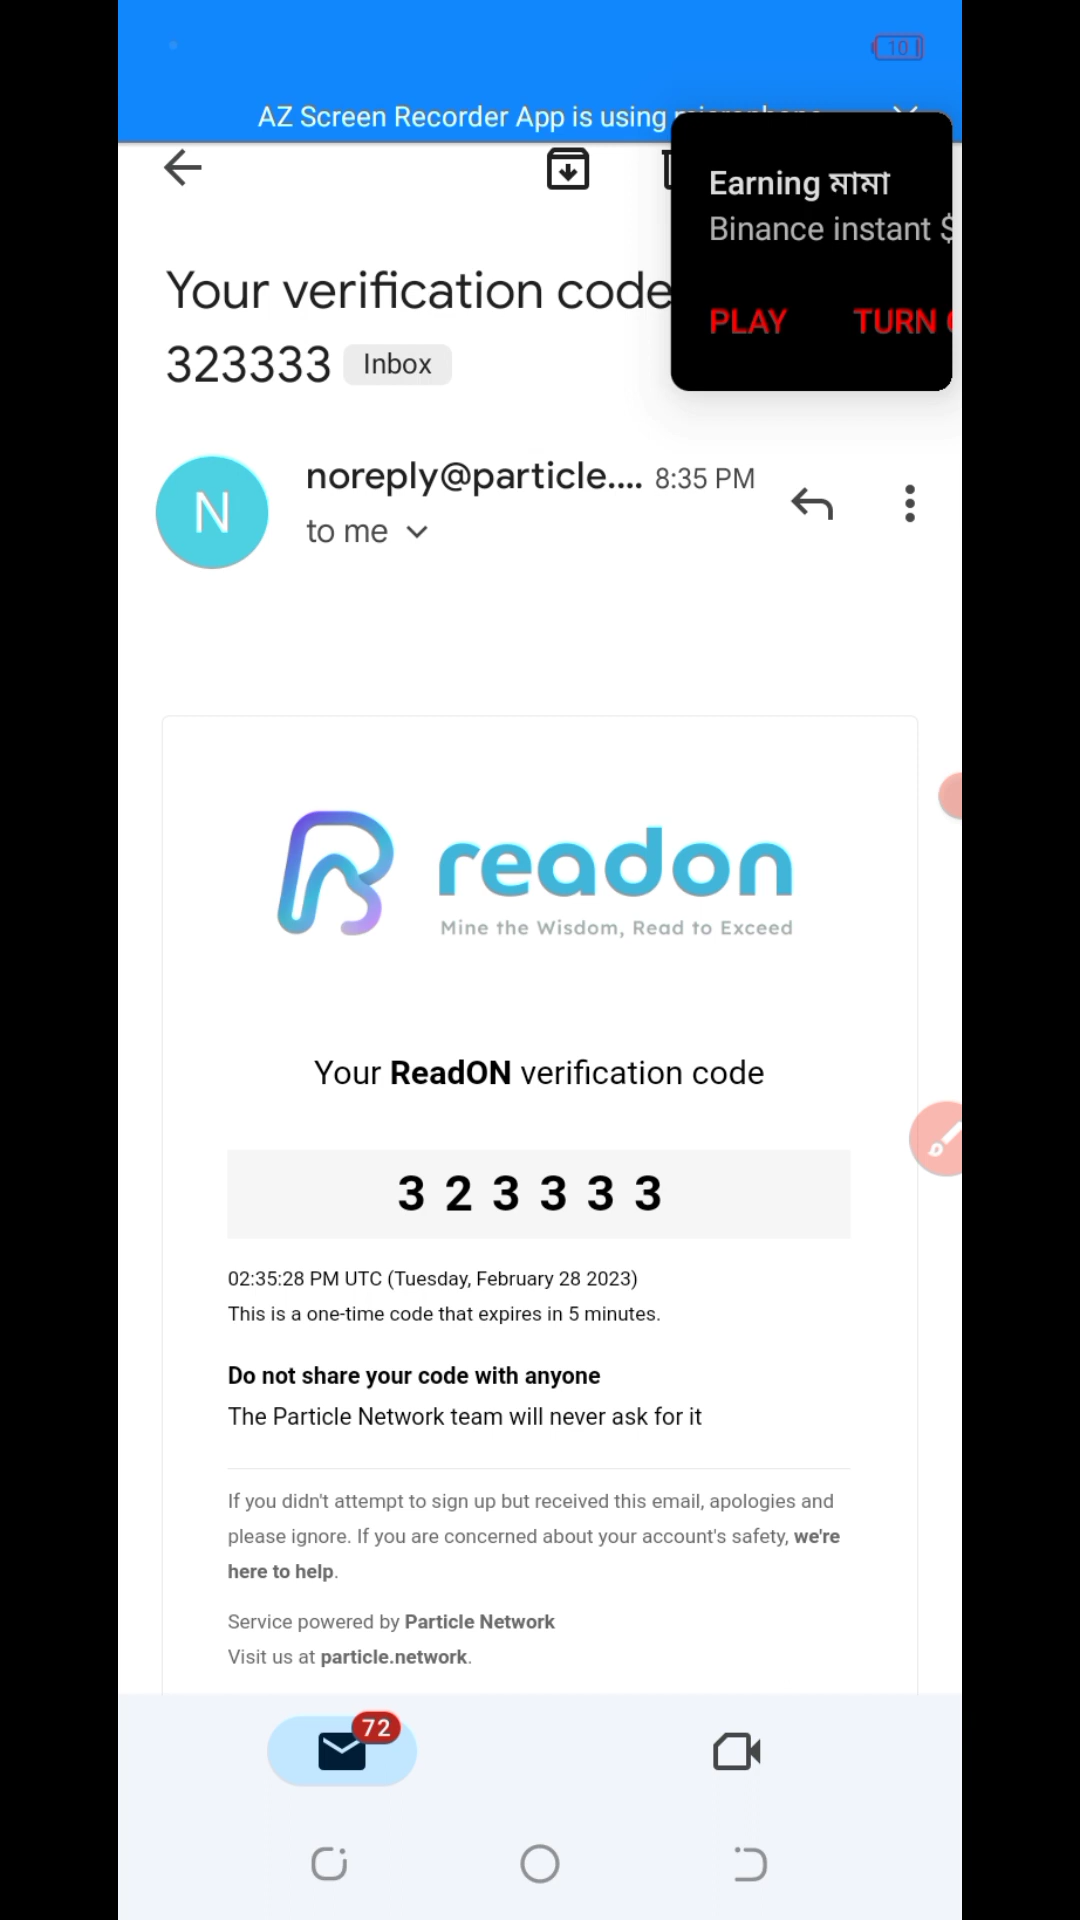 10
AZ Screen Recorder App is using
Earning মামা
Binance instant $
PLAY TURN
Your verification code
323333 Inbox
N
noreply@particle.... 8:35 PM
to me
readon
Mine the Wisdom, Read to Exceed
Your ReadON verification code
3 2 3 3 3 3
02:35:28 PM UTC (Tuesday, February 28 2023)
This is a one-time code that expires in 5 minutes.
Do not share your code with anyone
The Particle Network team will never ask for it
If you didn't attempt to sign up but received this email, apologies and
please ignore. If you are concerned about your account's safety, we're
here to help.
Service powered by Particle Network
Visit us at particle.network.
72